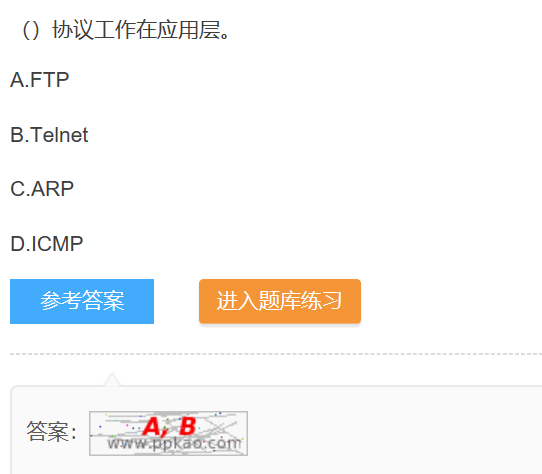 （）协议工作在应用层。
A.FTP
B.Telnet
C.ARP
D.ICMP
参考答案 进入题库练习
答案: A, B
www.ppkao.com